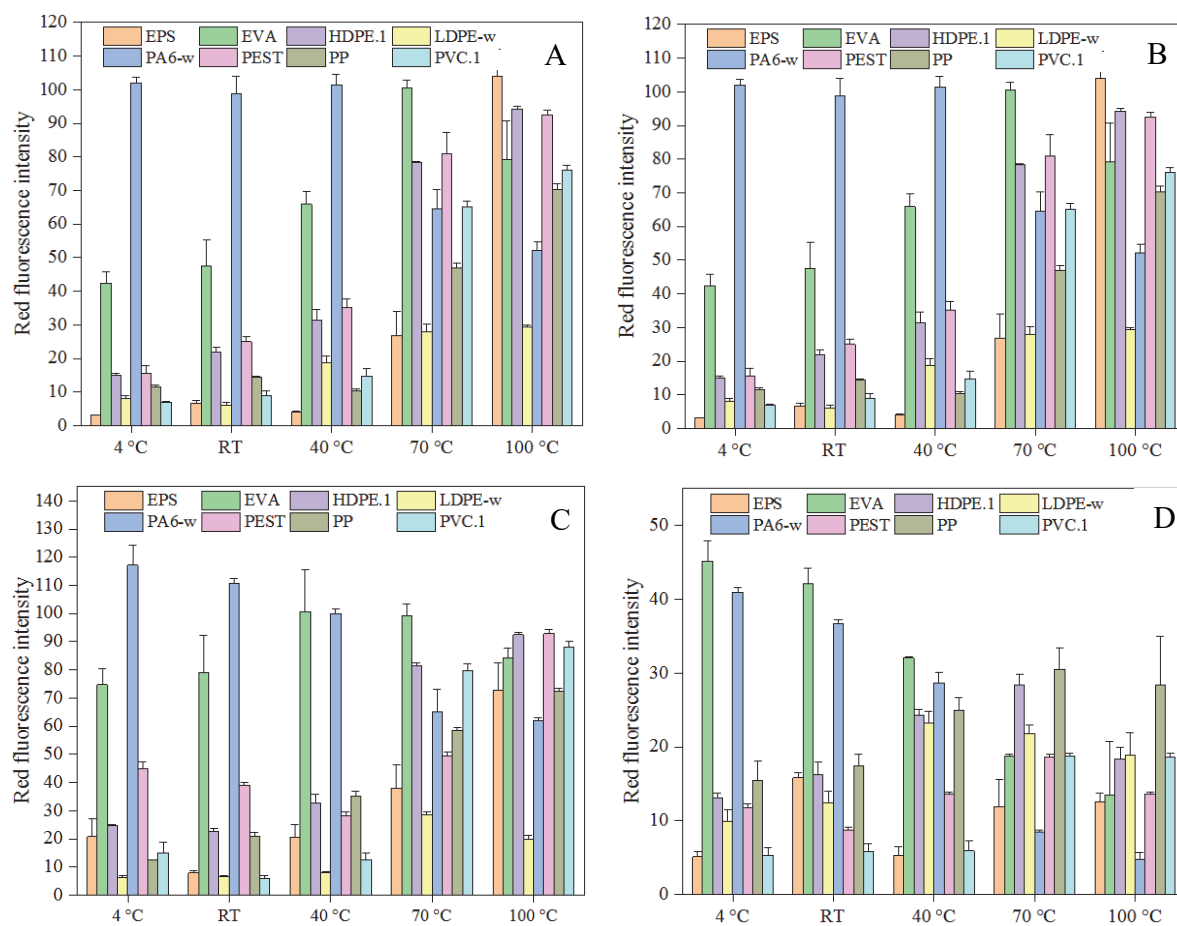 A
EPS EVA HDPE.1 LDPE-w
PA6-w PEST PP PVC.1
Red fluorescence intensity
120
110
100
90
80
70
60
50
40
30
20
10
0
4 °C RT 40 °C 70 °C 100 °C
B
EPS EVA HDPE.1 LDPE-w
PA6-w PEST PP PVC.1
Red fluorescence intensity
120
110
100
90
80
70
60
50
40
30
20
10
0
4 °C RT 40 °C 70 °C 100 °C
C
EPS EVA HDPE.1 LDPE-w
PA6-w PEST PP PVC.1
Red fluorescence intensity
140
130
120
110
100
90
80
70
60
50
40
30
20
10
0
4 °C RT 40 °C 70 °C 100 °C
D
EPS EVA HDPE.1 LDPE-w
PA6-w PEST PP PVC.1
Red fluorescence intensity
50
40
30
20
10
0
4 °C RT 40 °C 70 °C 100 °C